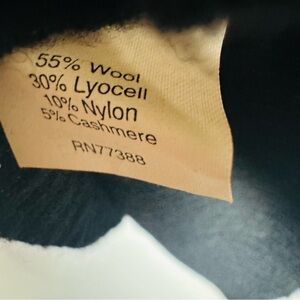 55% Wool
30% Lyocell
10% Nylon
5% Cashmere
RN77388